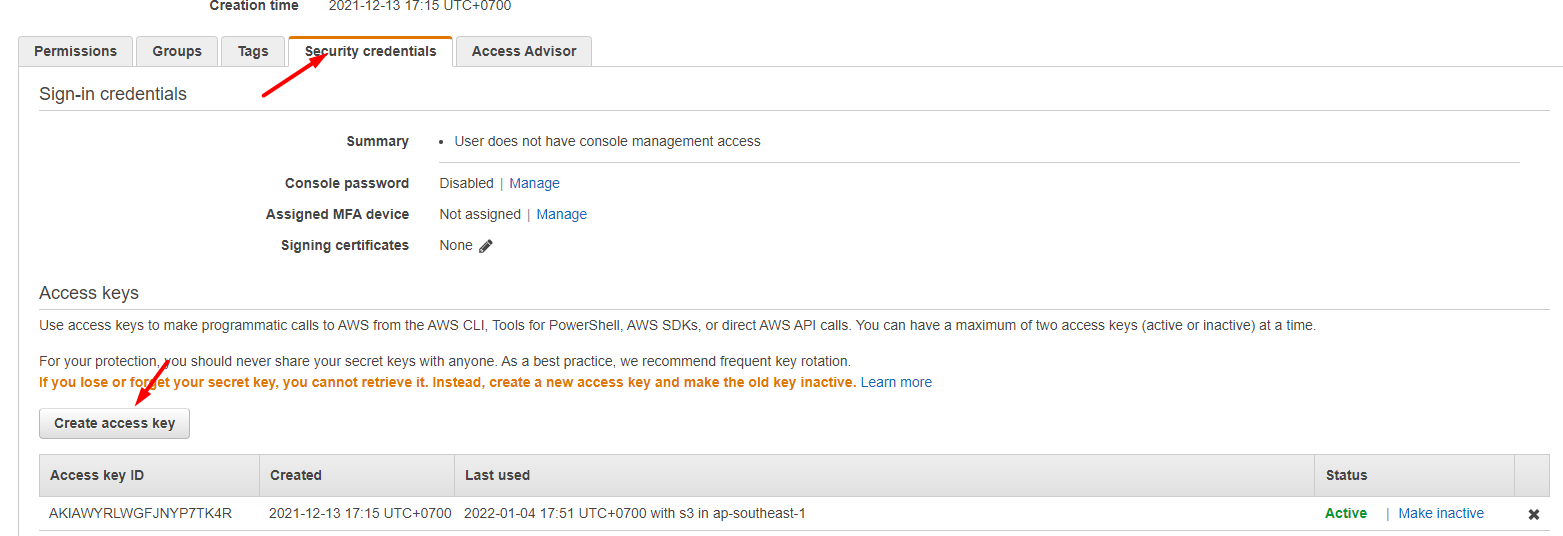 Creation time 2021-12-13 17:15 UTC+0700
Permissions Groups Tags Security credentials Access Advisor
Sign-in credentials
Summary • User does not have console management access
Console password Disabled | Manage
Assigned MFA device Not assigned | Manage
Signing certificates None
Access keys
Use access keys to make programmatic calls to AWS from the AWS CLI, Tools for PowerShell, AWS SDKs, or direct AWS API calls. You can have a maximum of two access keys (active or inactive) at a time.
For your protection, you should never share your secret keys with anyone. As a best practice, we recommend frequent key rotation.
If you lose or forget your secret key, you cannot retrieve it. Instead, create a new access key and make the old key inactive. Learn more
Create access key
Access key ID Created Last used Status
AKIAWYRLWGFJNYP7TK4R 2021-12-13 17:15 UTC+0700 2022-01-04 17:51 UTC+0700 with s3 in ap-southeast-1 Active | Make inactive